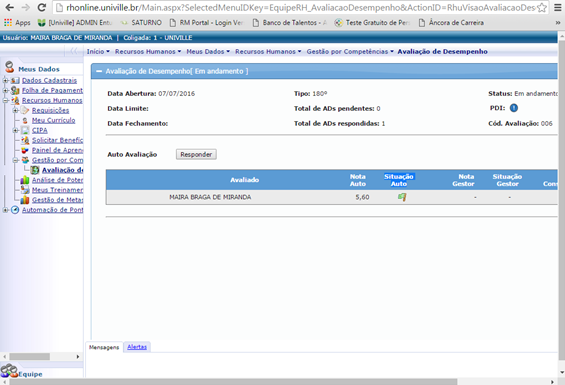 rhonline.univille.br/Main.aspx?SelectedMenuIDKey=EquipeRH_AvaliacaoDesempenho&ActionID=RhuVisaoAvaliacaoDes
Apps [Univille] ADMIN Ent SATURNO RM Portal - Login Ver Banco de Talentos - A Teste Gratuito de Per Âncora de Carreira »
Usuário: MAIRA BRAGA DE MIRANDA | Coligada: 1 - UNIVILLE
Início Recursos Humanos Meus Dados Recursos Humanos Gestão por Competências Avaliação de Desempenho
Meus Dados
Dados Cadastrais
Folha de Pagament
Recursos Humanos
Requisições
Meu Currículo
CIPA
Solicitar Benefíc
Painel de Apren
Gestão por Com
Avaliação d
Análise de Poter
Meus Treinamen
Gestão de Metas
Automação de Pont
Equipe
Avaliação de Desempenho[ Em andamento ]
Data Abertura: 07/07/2016 Tipo: 180º Status: Em andamento
Data Limite: Total de ADs pendentes: 0 PDI:
Data Fechamento: Total de ADs respondidas: 1 Cód. Avaliação: 006
Auto Avaliação Responder
Avaliado Nota Auto Situação Auto Nota Gestor Situação Gestor Con
MAIRA BRAGA DE MIRANDA 5,60 - -
Mensagens Alertas